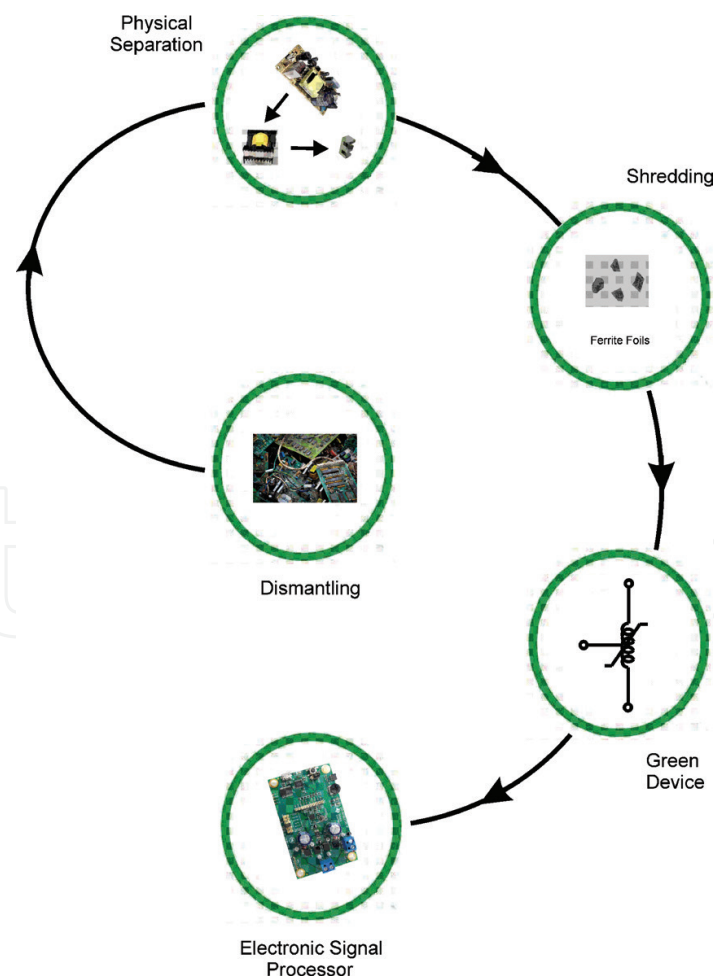 Physical
Separation
Shredding
Ferrite Foils
Dismantling
Green
Device
Electronic Signal
Processor